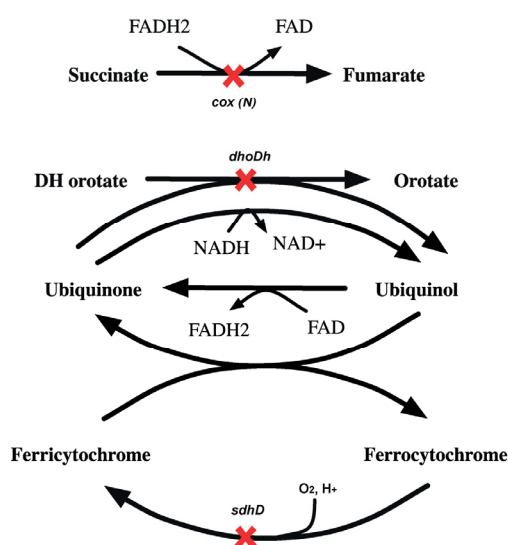 FADH2 FAD
Succinate Fumarate
cox (N)
dhoDh
DH orotate Orotate
NADH NAD+
Ubiquinone Ubiquinol
FADH2 FAD
Ferricytochrome Ferrocytochrome
O2, H+
sdhD